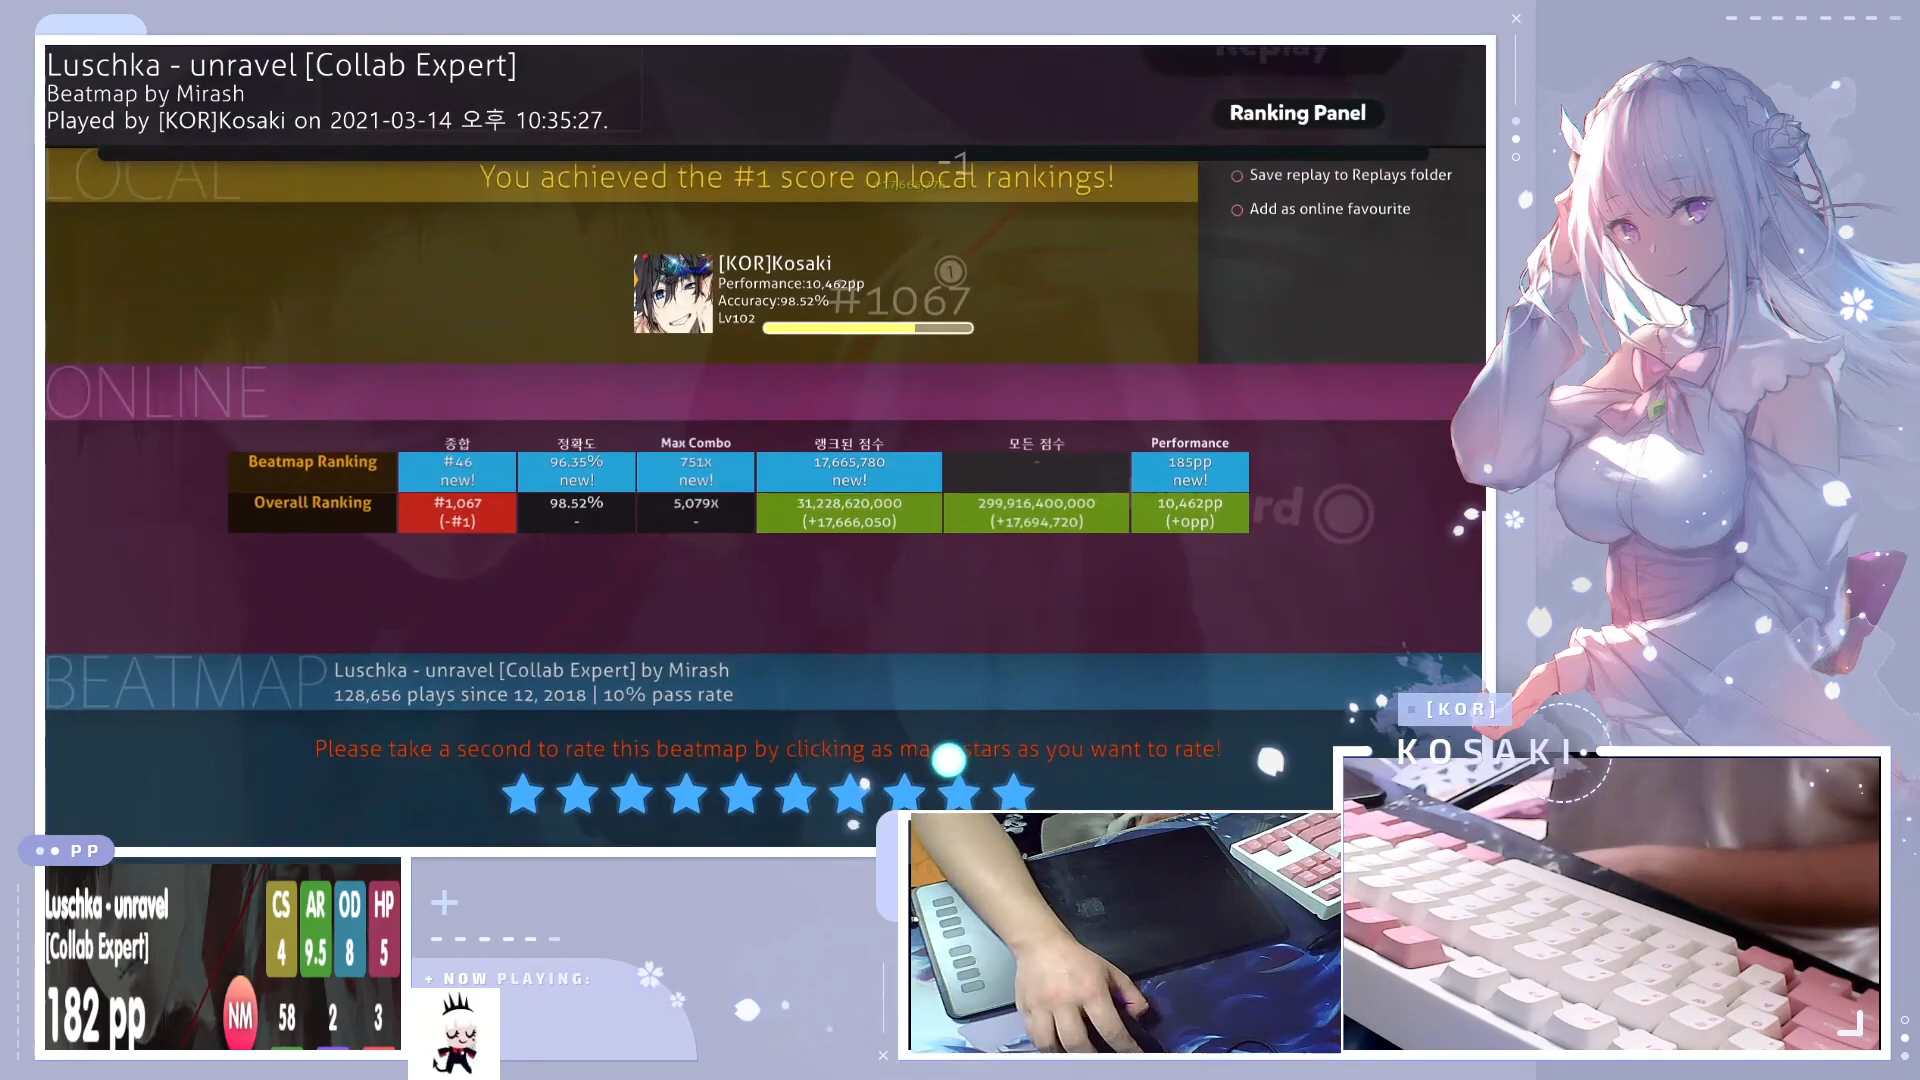 Luschka - unravel [Collab Expert]
Beatmap by Mirash
Played by [KOR]Kosaki on 2021-03-14 오후 10:35:27.
Replay
Ranking Panel
LOCAL
You achieved the #1 score on local rankings!
-1
Save replay to Replays folder
Add as online favourite
[KOR]Kosaki
Performance:10,462pp
Accuracy:98.52%
Lv102
1
#1067
ONLINE
종합 정확도 Max Combo 랭크된 점수 모든 점수 Performance
Beatmap Ranking #46 96.35% 751x 17,665,780 - 185pp
new! new! new! new! new!
Overall Ranking #1,067 98.52% 5,079x 31,228,620,000 299,916,400,000 10,462pp
(-#1) - - (+17,666,050) (+17,694,720) (+0pp)
BEATMAP
Luschka - unravel [Collab Expert] by Mirash
128,656 plays since 12, 2018 | 10% pass rate
Please take a second to rate this beatmap by clicking as many stars as you want to rate!
[KOR]
KOSAKI
PP
Luschka - unravel
[Collab Expert]
CS AR OD HP
4 9.5 8 5
182 pp
NM 58 2 3
+ NOW PLAYING: